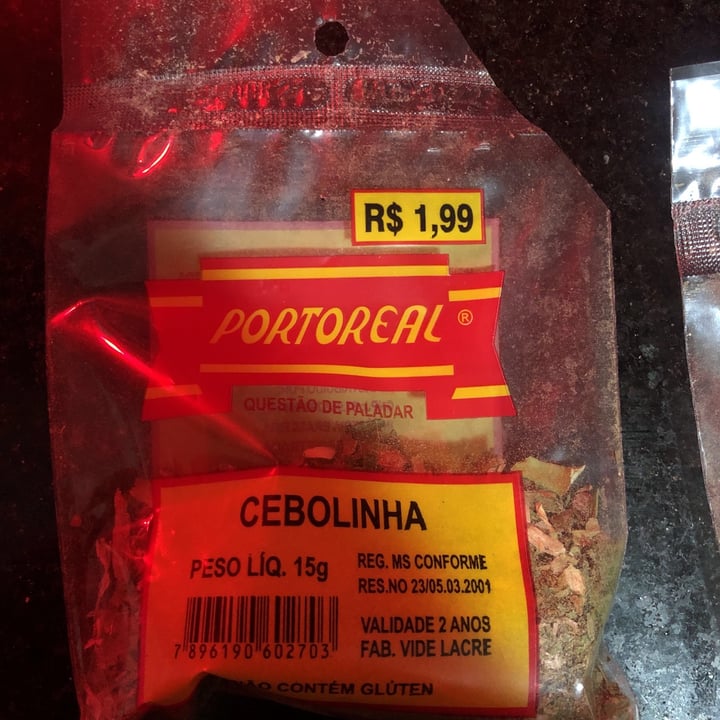 R$ 1,99
PORTOREAL ®
QUESTÃO DE PALADAR
CEBOLINHA
PESO LÍQ. 15g
REG. MS CONFORME
RES.NO 23/05.03.2001
7 896190 602703
VALIDADE 2 ANOS
FAB. VIDE LACRE
CONTÉM GLÚTEN